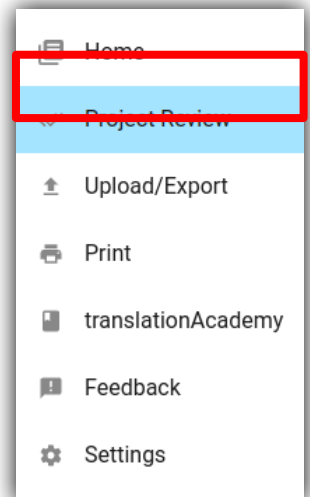 Home
Project Review
Upload/Export
Print
translationAcademy
Feedback
Settings